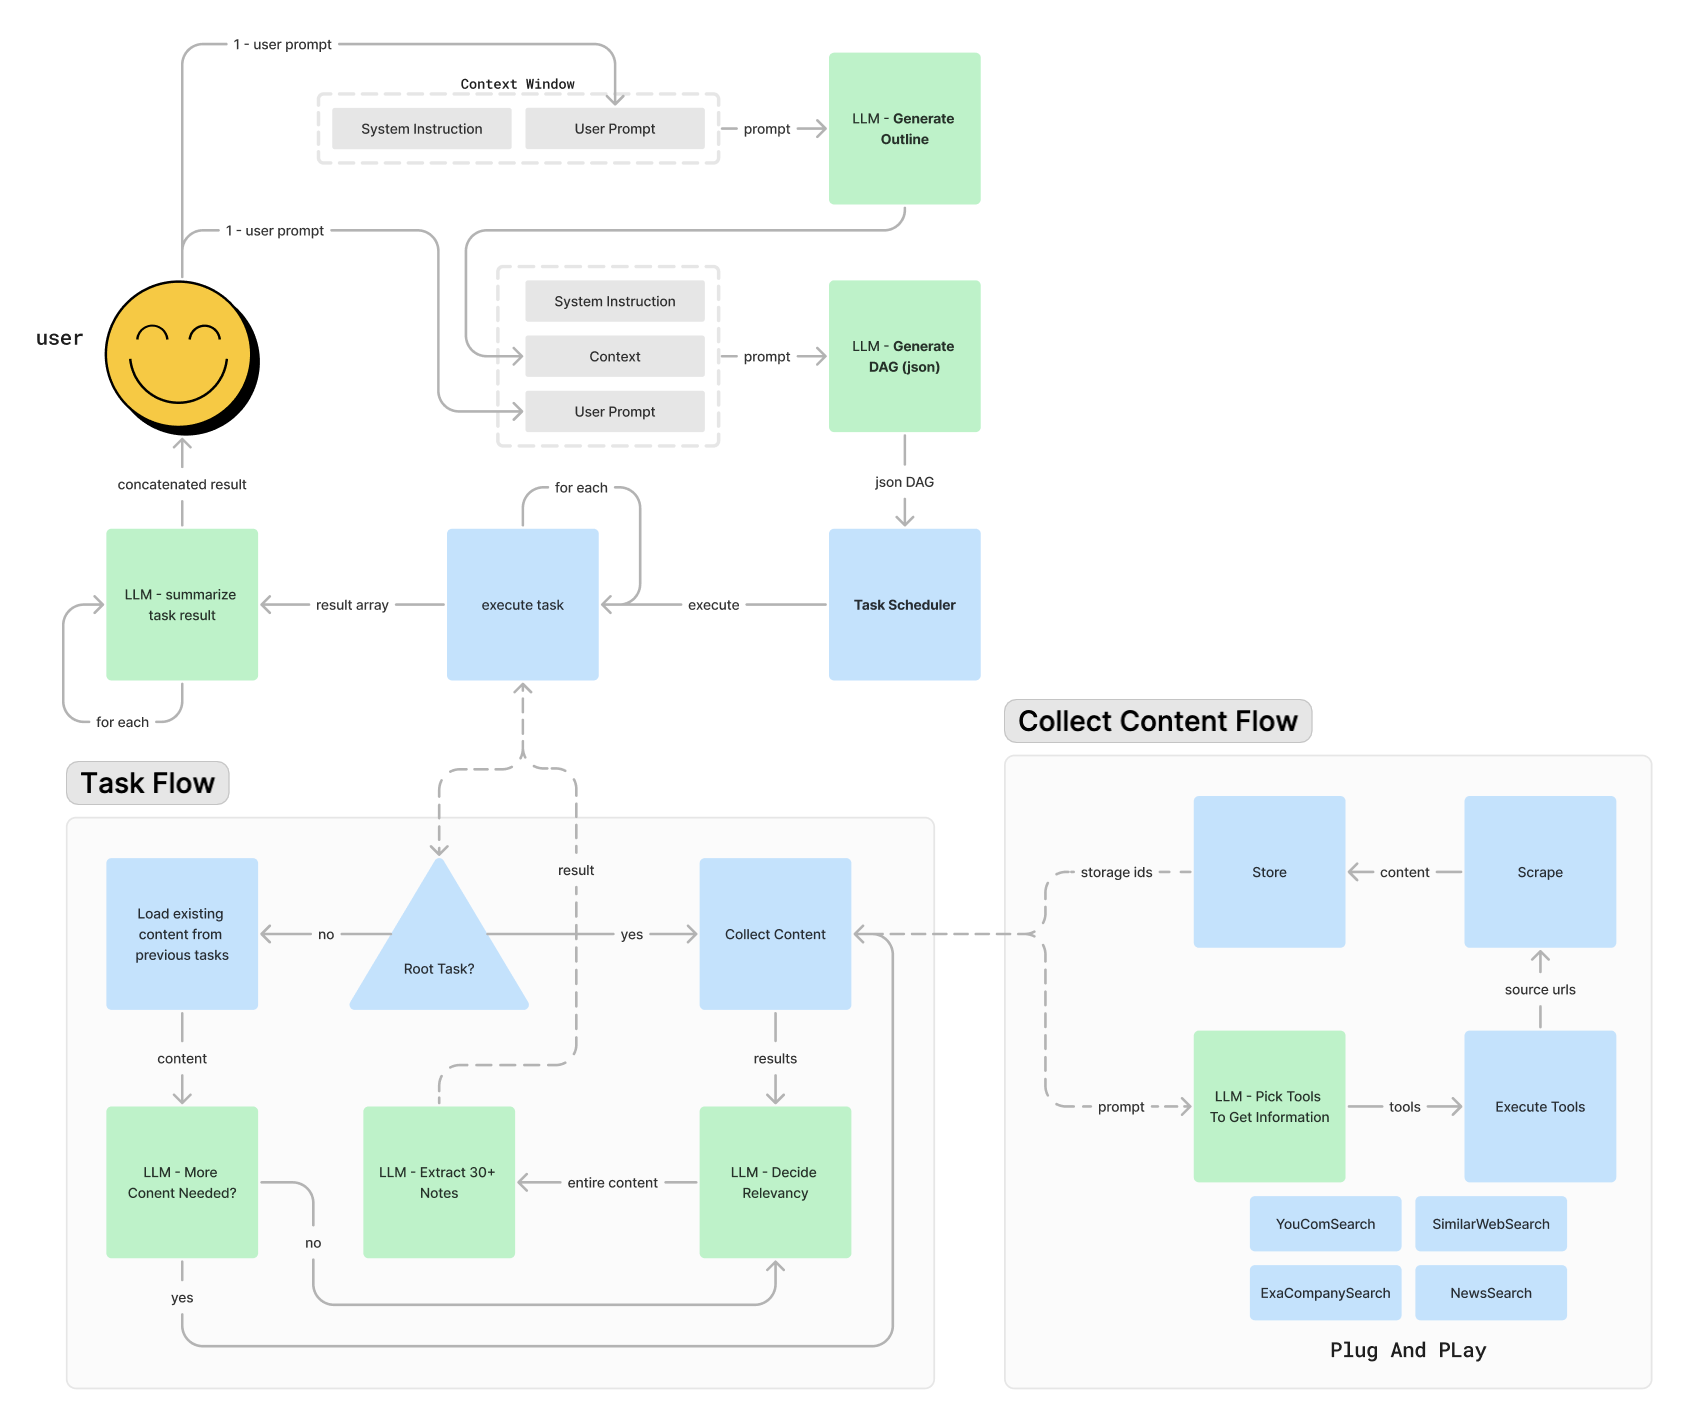 1 - user prompt
Context Window
System Instruction
User Prompt
prompt
LLM - Generate
Outline
1 - user prompt
System Instruction
Context
User Prompt
prompt
LLM - Generate
DAG (json)
user
concatenated result
for each
json DAG
LLM - summarize
task result
result array
execute task
execute
Task Scheduler
for each
Task Flow
Load existing
content from
previous tasks
no
Root Task?
result
yes
Collect Content
content
results
LLM - More
Conent Needed?
LLM - Extract 30+
Notes
entire content
LLM - Decide
Relevancy
no
yes
Collect Content Flow
storage ids
Store
content
Scrape
source urls
prompt
LLM - Pick Tools
To Get Information
tools
Execute Tools
YouComSearch
SimilarWebSearch
ExaCompanySearch
NewsSearch
Plug And PLay